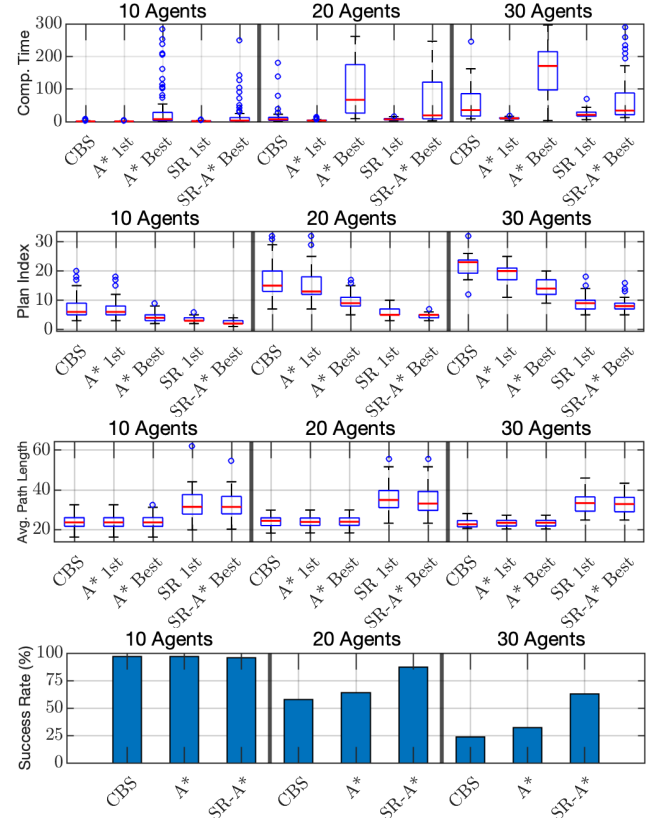 10 Agents 20 Agents 30 Agents
Comp. Time
300
200
100
0
CBS A* 1st A* Best SR 1st SR-A* Best CBS A* 1st A* Best SR 1st SR-A* Best CBS A* 1st A* Best SR 1st SR-A* Best
10 Agents 20 Agents 30 Agents
Plan Index
30
20
10
0
CBS A* 1st A* Best SR 1st SR-A* Best CBS A* 1st A* Best SR 1st SR-A* Best CBS A* 1st A* Best SR 1st SR-A* Best
10 Agents 20 Agents 30 Agents
Avg. Path Length
60
40
20
CBS A* 1st A* Best SR 1st SR-A* Best CBS A* 1st A* Best SR 1st SR-A* Best CBS A* 1st A* Best SR 1st SR-A* Best
10 Agents 20 Agents 30 Agents
Success Rate (%)
100
75
50
25
0
CBS A* SR-A* CBS A* SR-A* CBS A* SR-A*